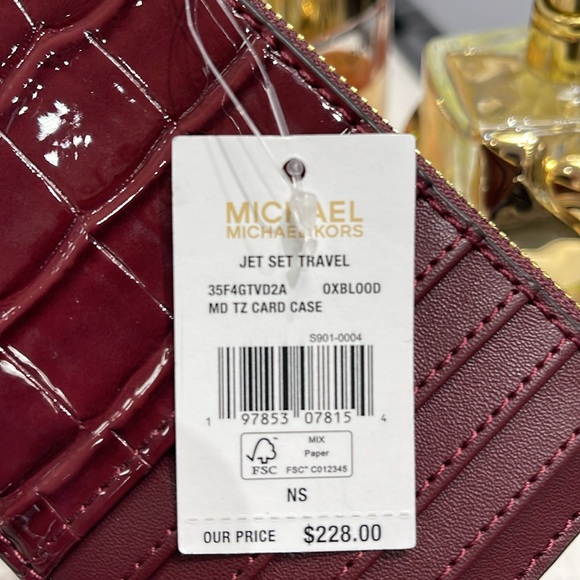 MICHAEL
MICHAEL KORS
JET SET TRAVEL
35F4GTVD2A OXBLOOD
MD TZ CARD CASE
S901-0004
1 97853 07815 4
FSC
MIX
Paper
FSC® C012345
NS
OUR PRICE $228.00